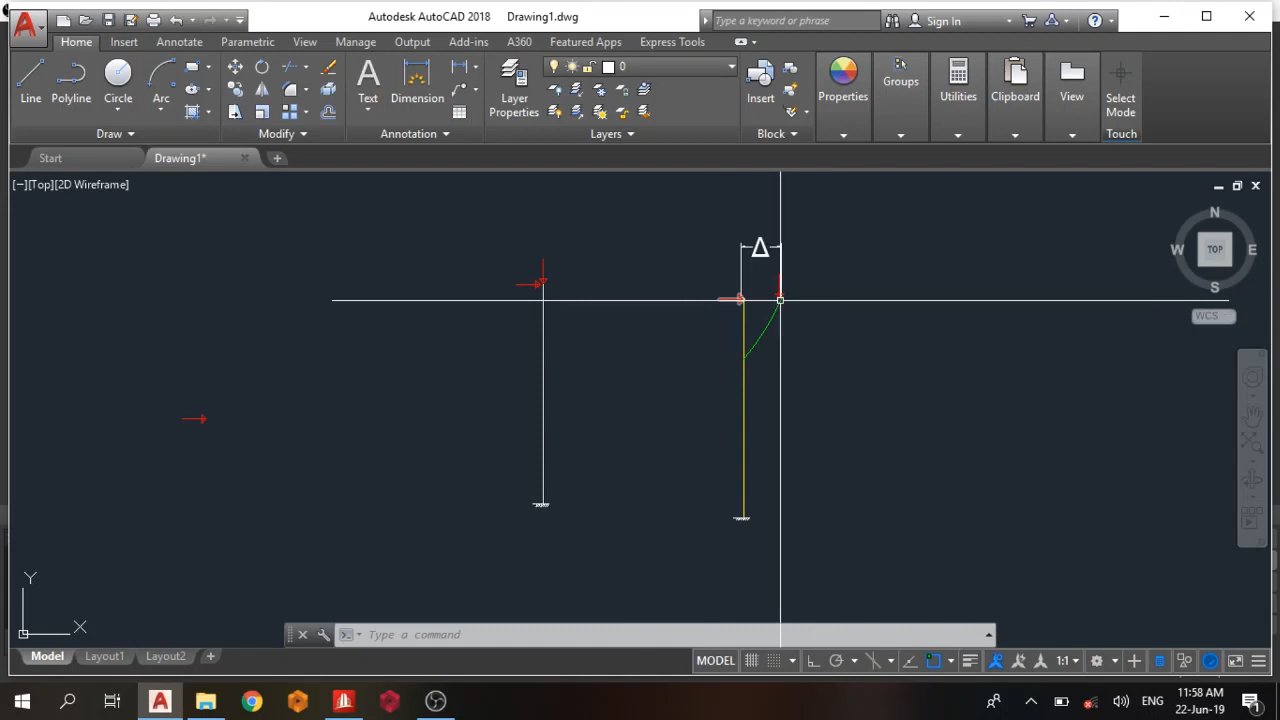 Autodesk AutoCAD 2018 Drawing1.dwg
Type a keyword or phrase
Sign In
Home Insert Annotate Parametric View Manage Output Add-ins A360 Featured Apps Express Tools
0
Line Polyline Circle Arc
Text Dimension
Layer Properties
Insert
Properties
Groups
Utilities
Clipboard
View
Select Mode
Draw
Modify
Annotation
Layers
Block
Touch
Start
Drawing1*
[−][Top][2D Wireframe]
N
W
TOP
E
S
WCS
Δ
Y
X
Type a command
Model Layout1 Layout2
MODEL
1:1
ENG
11:58 AM
22-Jun-19
1